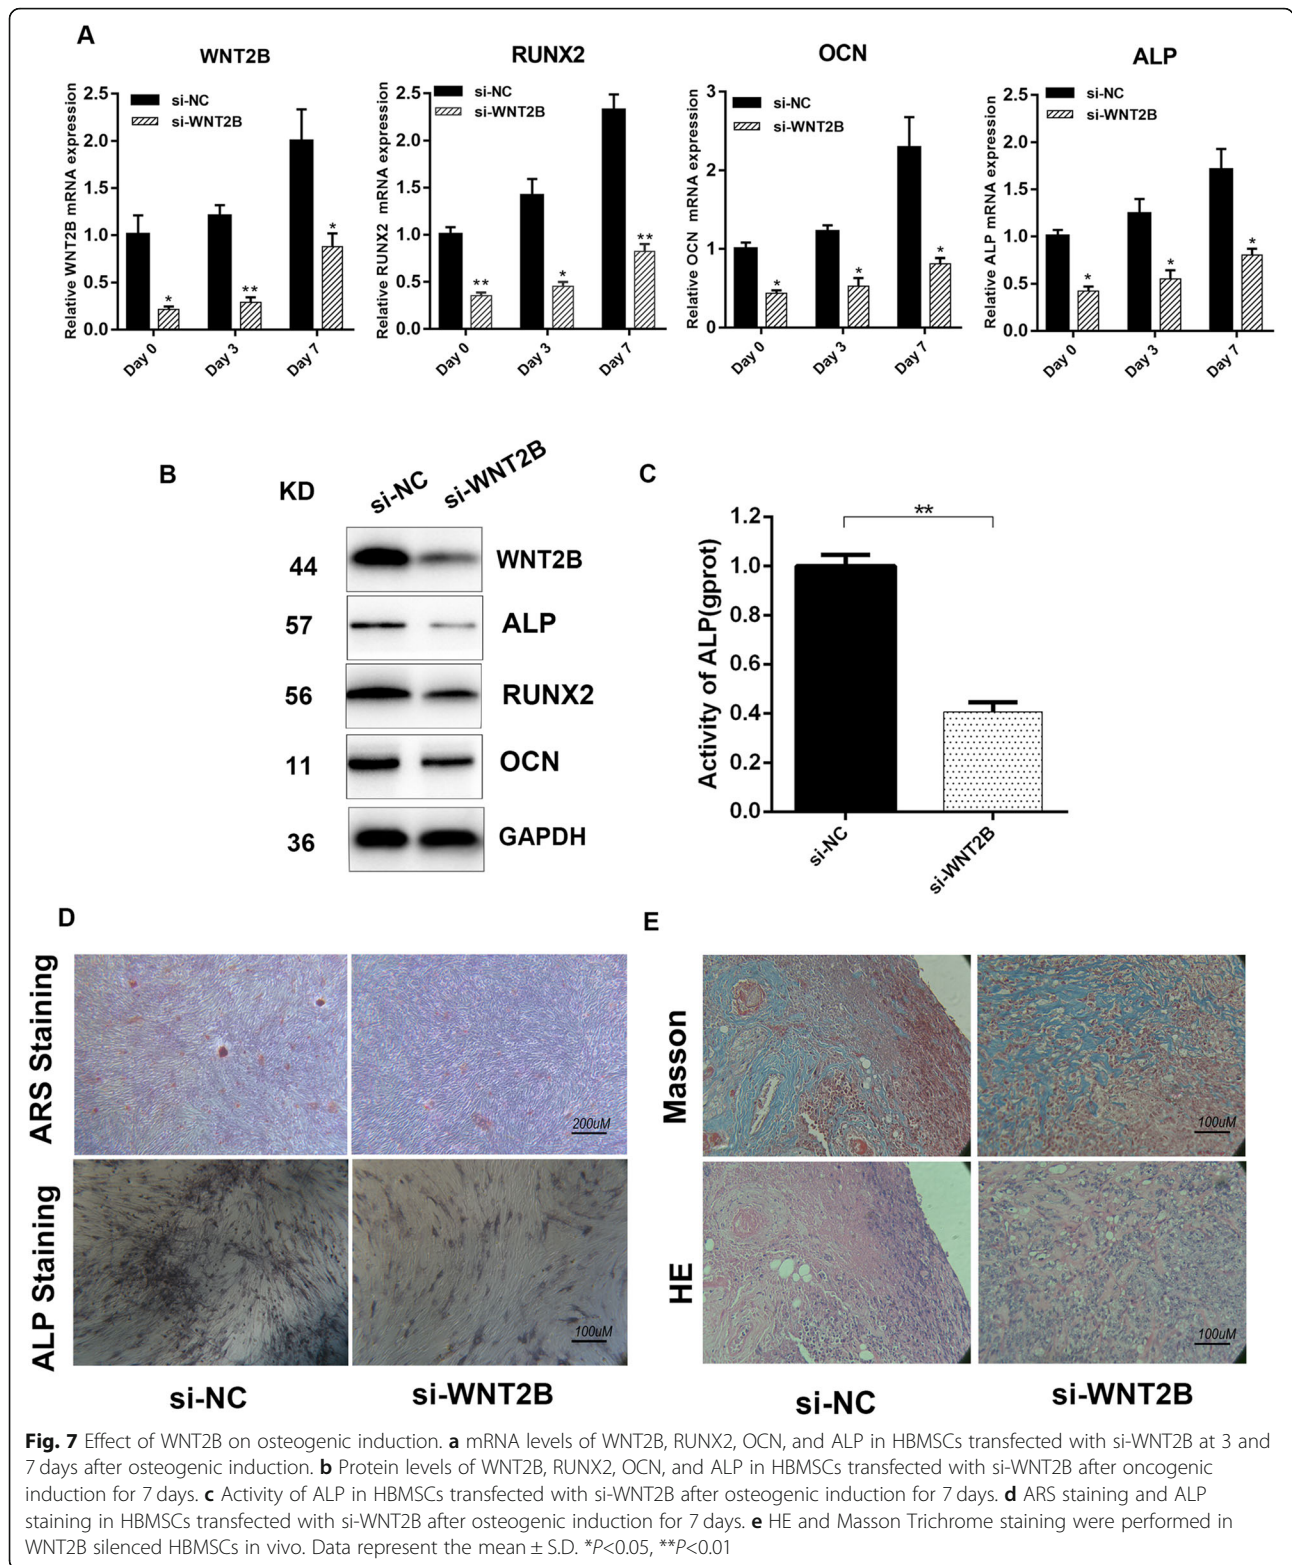 A
WNT2B
Relative WNT2B mRNA expression
2.5
2.0
1.5
1.0
0.5
0.0
si-NC
si-WNT2B
*
**
*
Day 0
Day 3
Day 7
RUNX2
Relative RUNX2 mRNA expression
2.5
2.0
1.5
1.0
0.5
0.0
si-NC
si-WNT2B
**
*
**
Day 0
Day 3
Day 7
OCN
Relative OCN mRNA expression
3
2
1
0
si-NC
si-WNT2B
*
*
*
Day 0
Day 3
Day 7
ALP
Relative ALP mRNA expression
2.5
2.0
1.5
1.0
0.5
0.0
si-NC
si-WNT2B
*
*
*
Day 0
Day 3
Day 7
B
KD
si-NC
si-WNT2B
44
WNT2B
57
ALP
56
RUNX2
11
OCN
36
GAPDH
C
Activity of ALP(gprot)
1.2
1.0
0.8
0.6
0.4
0.2
0.0
**
si-NC
si-WNT2B
D
ARS Staining
200uM
ALP Staining
100uM
si-NC
si-WNT2B
E
Masson
100uM
HE
100uM
si-NC
si-WNT2B
Fig. 7 Effect of WNT2B on osteogenic induction. a mRNA levels of WNT2B, RUNX2, OCN, and ALP in HBMSCs transfected with si-WNT2B at 3 and
7 days after osteogenic induction. b Protein levels of WNT2B, RUNX2, OCN, and ALP in HBMSCs transfected with si-WNT2B after oncogenic
induction for 7 days. c Activity of ALP in HBMSCs transfected with si-WNT2B after osteogenic induction for 7 days. d ARS staining and ALP
staining in HBMSCs transfected with si-WNT2B after osteogenic induction for 7 days. e HE and Masson Trichrome staining were performed in
WNT2B silenced HBMSCs in vivo. Data represent the mean ± S.D. *P<0.05, **P<0.01